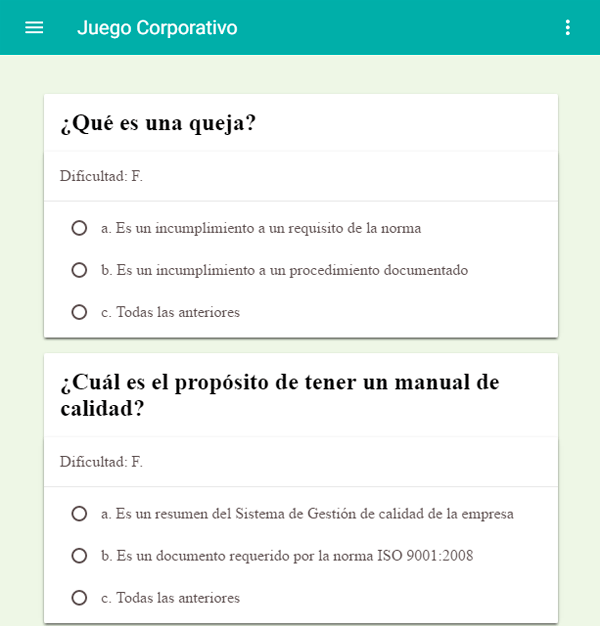 Juego Corporativo
¿Qué es una queja?
Dificultad: F.
a. Es un incumplimiento a un requisito de la norma
b. Es un incumplimiento a un procedimiento documentado
c. Todas las anteriores
¿Cuál es el propósito de tener un manual de
calidad?
Dificultad: F.
a. Es un resumen del Sistema de Gestión de calidad de la empresa
b. Es un documento requerido por la norma ISO 9001:2008
c. Todas las anteriores